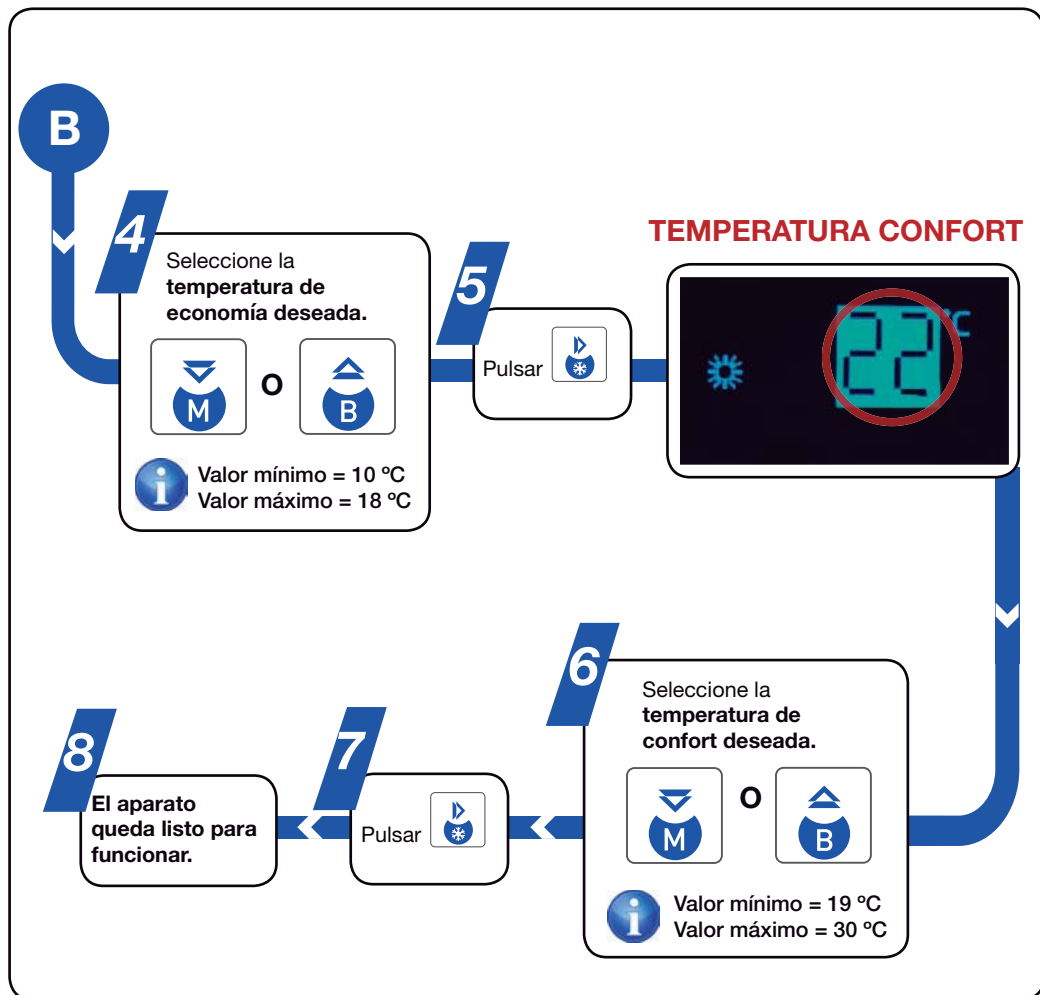 B
4
Seleccione la
temperatura de
economía deseada.
M
O
B
Valor mínimo = 10 ºC
Valor máximo = 18 ºC
5
Pulsar
TEMPERATURA CONFORT
22 ºC
6
Seleccione la
temperatura de
confort deseada.
M
O
B
Valor mínimo = 19 ºC
Valor máximo = 30 ºC
7
Pulsar
8
El aparato
queda listo para
funcionar.